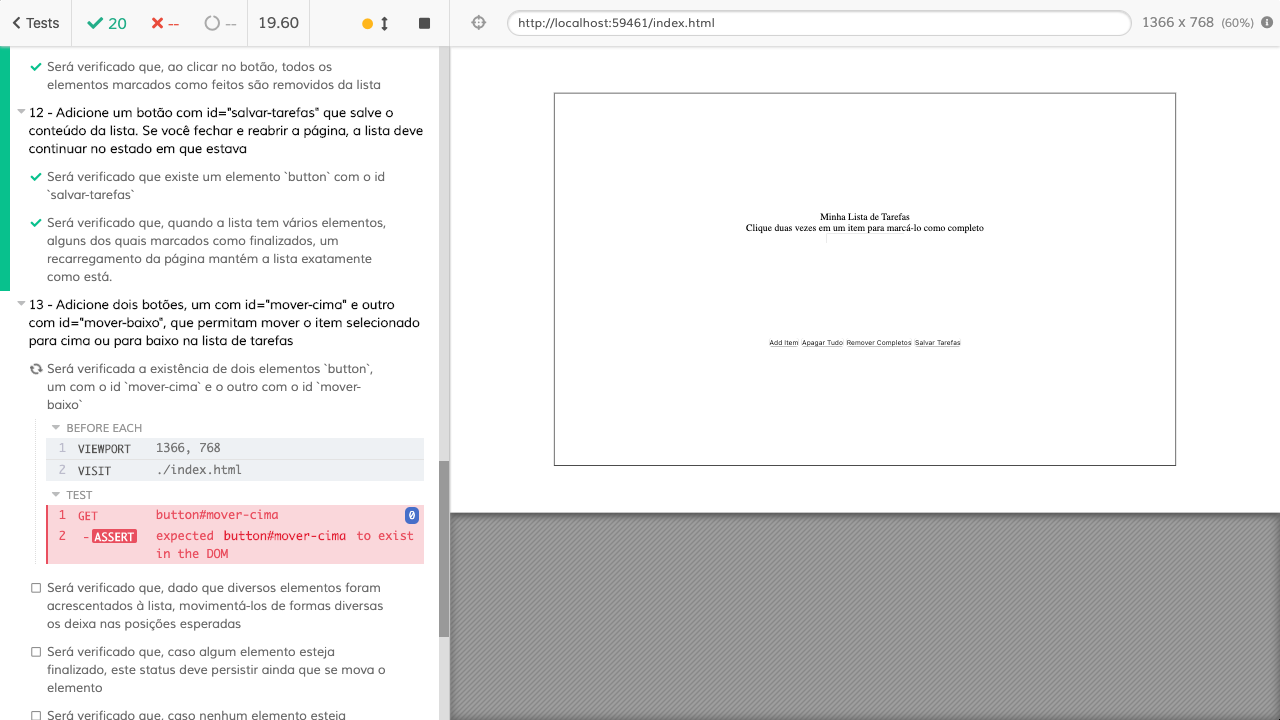 Tests
20
--
--
19.60
http://localhost:59461/index.html
1366 x 768 (60%)
Será verificado que, ao clicar no botão, todos os
elementos marcados como feitos são removidos da lista
12 - Adicione um botão com id="salvar-tarefas" que salve o
conteúdo da lista. Se você fechar e reabrir a página, a lista deve
continuar no estado em que estava
Será verificado que existe um elemento `button` com o id
`salvar-tarefas`
Será verificado que, quando a lista tem vários elementos,
alguns dos quais marcados como finalizados, um
recarregamento da página mantém a lista exatamente
como está.
13 - Adicione dois botões, um com id="mover-cima" e outro
com id="mover-baixo", que permitam mover o item selecionado
para cima ou para baixo na lista de tarefas
Será verificada a existência de dois elementos `button`,
um com o id `mover-cima` e o outro com o id `mover-
baixo`
BEFORE EACH
1 VIEWPORT 1366, 768
2 VISIT ./index.html
TEST
1 GET button#mover-cima 0
2 -ASSERT expected button#mover-cima to exist
in the DOM
Será verificado que, dado que diversos elementos foram
acrescentados à lista, movimentá-los de formas diversas
os deixa nas posições esperadas
Será verificado que, caso algum elemento esteja
finalizado, este status deve persistir ainda que se mova o
elemento
Será verificado que, caso nenhum elemento esteja
Minha Lista de Tarefas
Clique duas vezes em um item para marcá-lo como completo
Add Item Apagar Tudo Remover Completos Salvar Tarefas